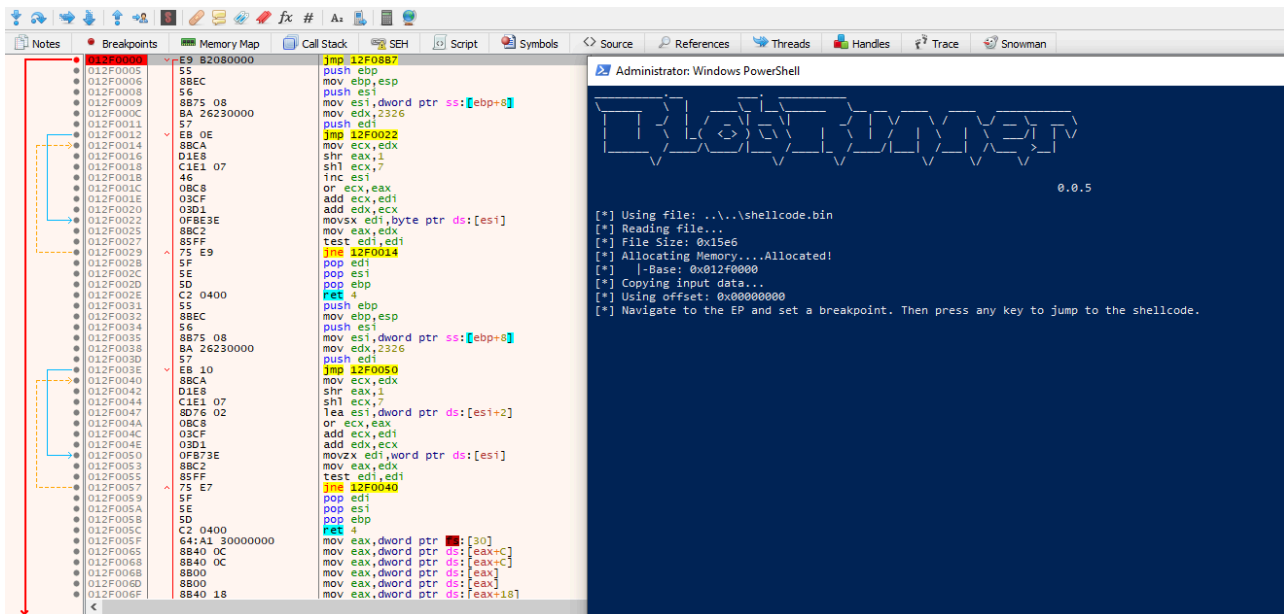 fx # A2
Notes Breakpoints Memory Map Call Stack SEH Script Symbols Source References Threads Handles Trace Snowman
012F0000 E9 B2080000 jmp 12F08B7
012F0005 55 push ebp
012F0006 8BEC mov ebp,esp
012F0008 56 push esi
012F0009 8B75 08 mov esi,dword ptr ss:[ebp+8]
012F000C BA 26230000 mov edx,2326
012F0011 57 push edi
012F0012 EB 0E jmp 12F0022
012F0014 8BCA mov ecx,edx
012F0016 D1E8 shr eax,1
012F0018 C1E1 07 shl ecx,7
012F001B 46 inc esi
012F001C 0BC8 or ecx,eax
012F001E 03CF add ecx,edi
012F0020 03D1 add edx,ecx
012F0022 0FBE3E movsx edi,byte ptr ds:[esi]
012F0025 8BC2 mov eax,edx
012F0027 85FF test edi,edi
012F0029 75 E9 jne 12F0014
012F002B 5F pop edi
012F002C 5E pop esi
012F002D 5D pop ebp
012F002E C2 0400 ret 4
012F0031 55 push ebp
012F0032 8BEC mov ebp,esp
012F0034 56 push esi
012F0035 8B75 08 mov esi,dword ptr ss:[ebp+8]
012F0038 BA 26230000 mov edx,2326
012F003D 57 push edi
012F003E EB 10 jmp 12F0050
012F0040 8BCA mov ecx,edx
012F0042 D1E8 shr eax,1
012F0044 C1E1 07 shl ecx,7
012F0047 8D76 02 lea esi,dword ptr ds:[esi+2]
012F004A 0BC8 or ecx,eax
012F004C 03CF add ecx,edi
012F004E 03D1 add edx,ecx
012F0050 0FB73E movzx edi,word ptr ds:[esi]
012F0053 8BC2 mov eax,edx
012F0055 85FF test edi,edi
012F0057 75 E7 jne 12F0040
012F0059 5F pop edi
012F005A 5E pop esi
012F005B 5D pop ebp
012F005C C2 0400 ret 4
012F005F 64:A1 30000000 mov eax,dword ptr fs:[30]
012F0065 8B40 0C mov eax,dword ptr ds:[eax+C]
012F0068 8B40 0C mov eax,dword ptr ds:[eax+C]
012F006B 8B00 mov eax,dword ptr ds:[eax]
012F006D 8B00 mov eax,dword ptr ds:[eax]
012F006F 8B40 18 mov eax,dword ptr ds:[eax+18]
Administrator: Windows PowerShell
BlobRunner
0.0.5
[*] Using file: ..\..\shellcode.bin
[*] Reading file...
[*] File Size: 0x15e6
[*] Allocating Memory....Allocated!
[*] |-Base: 0x012f0000
[*] Copying input data...
[*] Using offset: 0x00000000
[*] Navigate to the EP and set a breakpoint. Then press any key to jump to the shellcode.